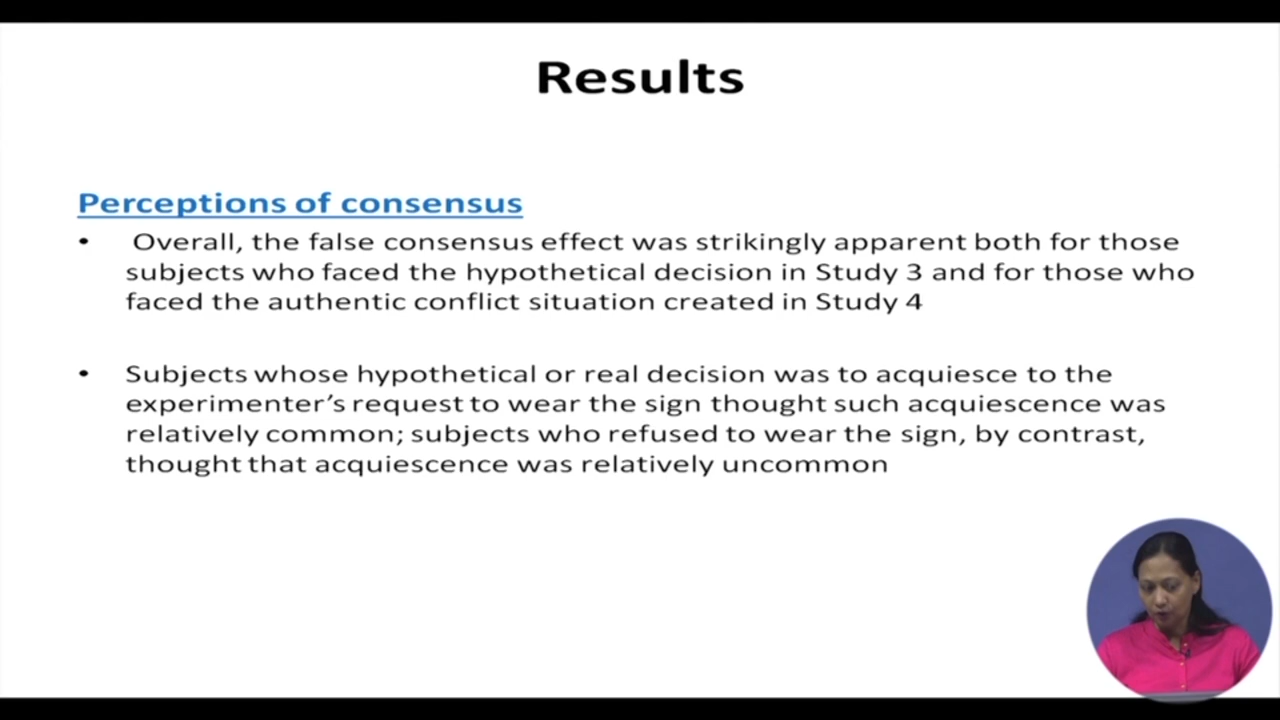 Results
Perceptions of consensus
• Overall, the false consensus effect was strikingly apparent both for those
subjects who faced the hypothetical decision in Study 3 and for those who
faced the authentic conflict situation created in Study 4
• Subjects whose hypothetical or real decision was to acquiesce to the
experimenter’s request to wear the sign thought such acquiescence was
relatively common; subjects who refused to wear the sign, by contrast,
thought that acquiescence was relatively uncommon